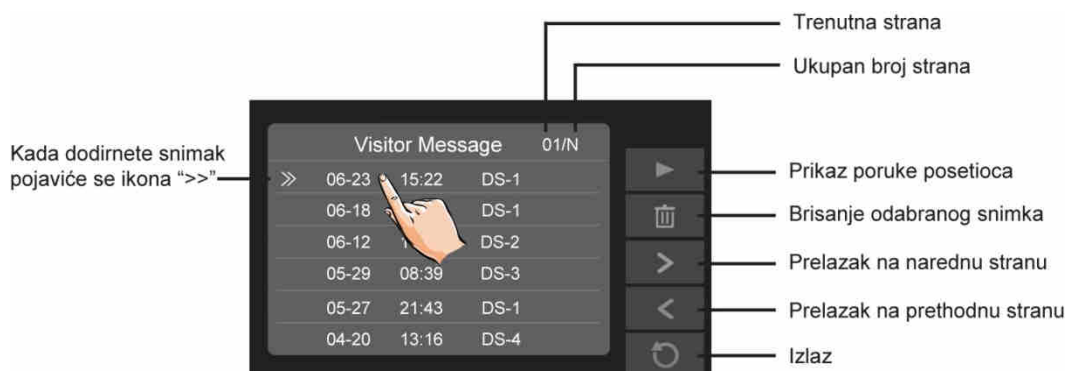 Trenutna strana
Ukupan broj strana
Kada dodirnete snimak
pojaviće se ikona “>>”
Visitor Message 01/N
>> 06-23 15:22 DS-1
06-18 DS-1
06-12 DS-2
05-29 08:39 DS-3
05-27 21:43 DS-1
04-20 13:16 DS-4
Prikaz poruke posetioca
Brisanje odabranog snimka
Prelazak na narednu stranu
Prelazak na prethodnu stranu
Izlaz